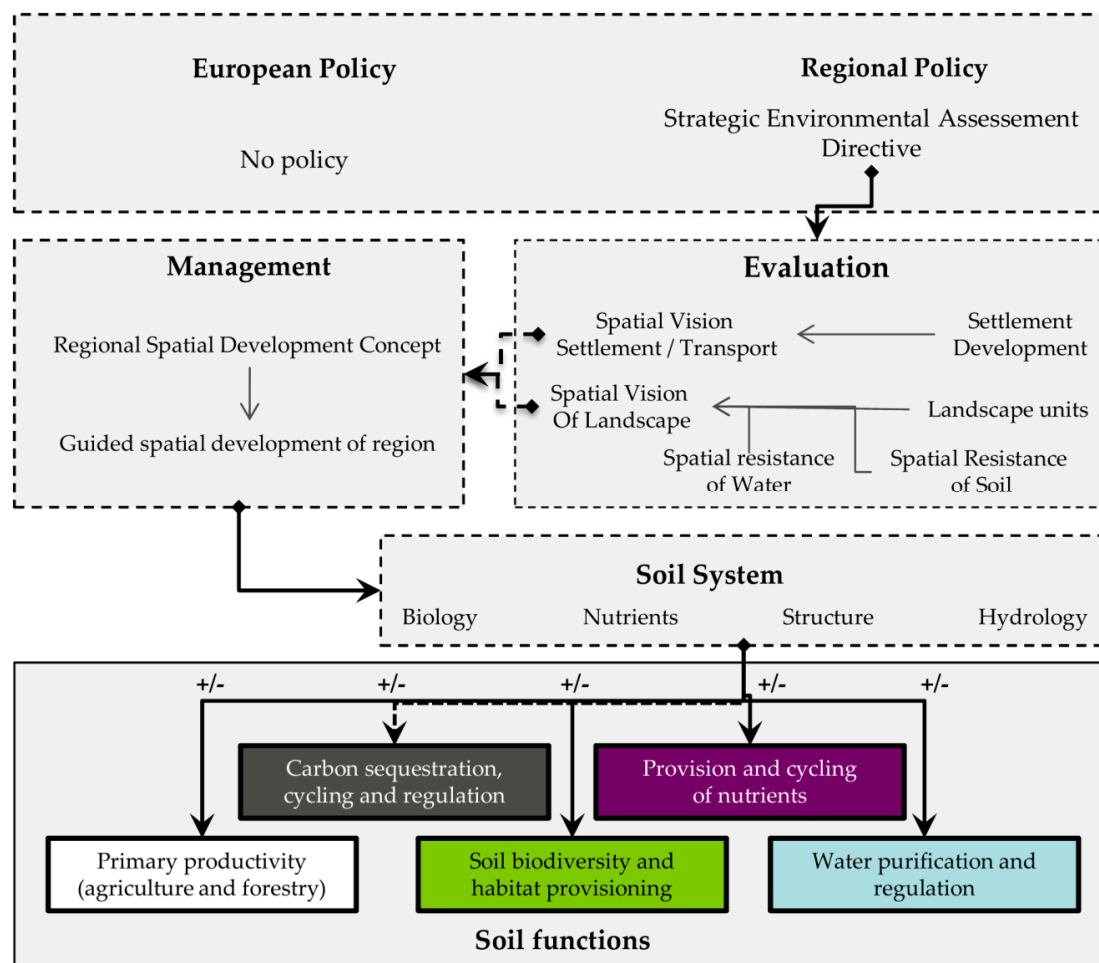 European Policy
No policy
Regional Policy
Strategic Environmental Assessement
Directive
Management
Regional Spatial Development Concept
Guided spatial development of region
Evaluation
Spatial Vision
Settlement / Transport
Settlement
Development
Spatial Vision
Of Landscape
Landscape units
Spatial resistance
of Water
Spatial Resistance
of Soil
Soil System
Biology
Nutrients
Structure
Hydrology
+/-
+/-
+/-
+/-
+/-
Carbon sequestration,
cycling and regulation
Provision and cycling
of nutrients
Primary productivity
(agriculture and forestry)
Soil biodiversity and
habitat provisioning
Water purification and
regulation
Soil functions